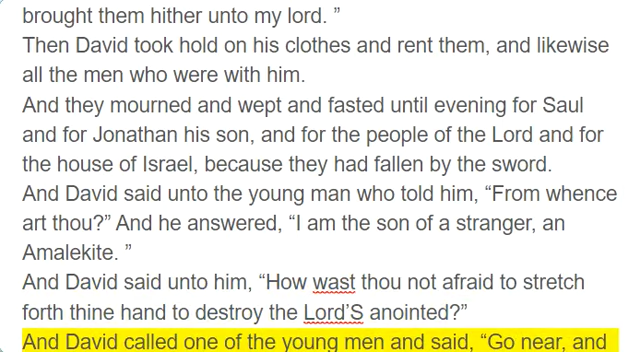 brought them hither unto my lord. ”
Then David took hold on his clothes and rent them, and likewise
all the men who were with him.
And they mourned and wept and fasted until evening for Saul
and for Jonathan his son, and for the people of the Lord and for
the house of Israel, because they had fallen by the sword.
And David said unto the young man who told him, “From whence
art thou?” And he answered, “I am the son of a stranger, an
Amalekite. ”
And David said unto him, “How wast thou not afraid to stretch
forth thine hand to destroy the Lord’S anointed?”
And David called one of the young men and said, “Go near, and